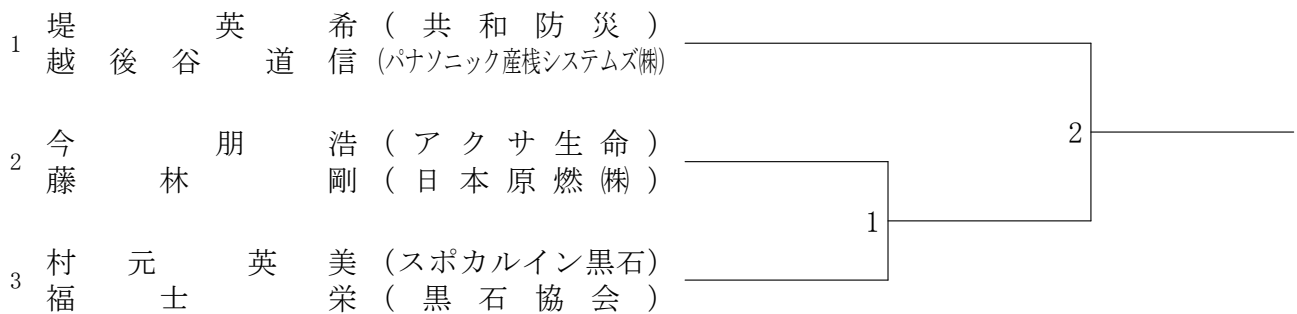 1 堤 英 希 ( 共 和 防 災 )
越 後 谷 道 信 (パナソニック産桟システムズ㈱)
2 今 朋 浩 ( ア ク サ 生 命 )
藤 林 剛 ( 日 本 原 燃 ㈱ )
2
1
3 村 元 英 美 (スポカルイン黒石)
福 士 栄 ( 黒 石 協 会 )